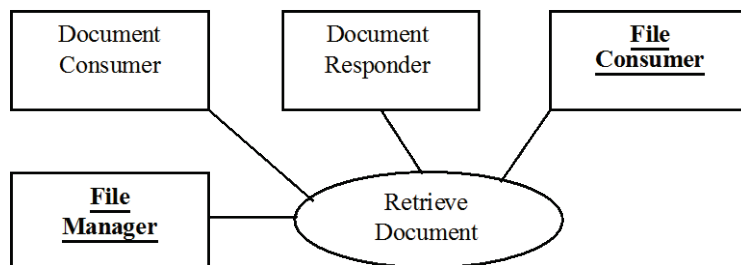 Document
Consumer
Document
Responder
File
Consumer
File
Manager
Retrieve
Document